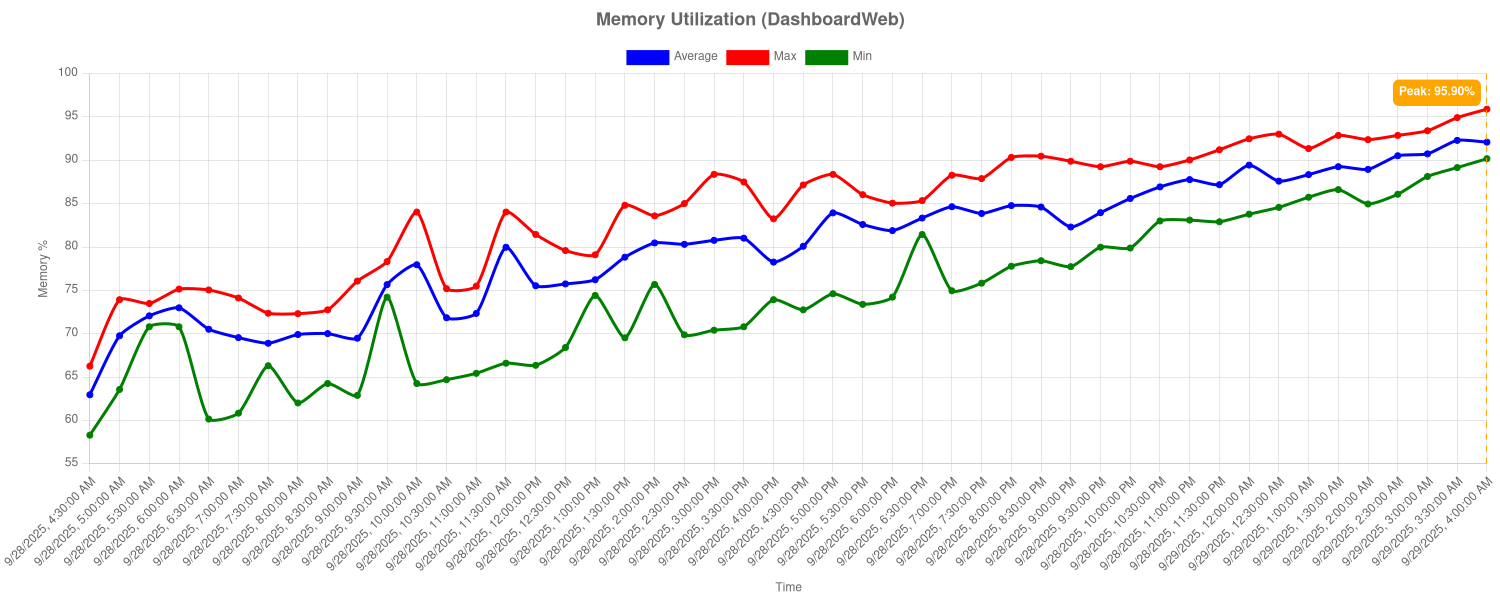 Memory Utilization (DashboardWeb)
Average Max Min
Peak: 95.90%
100
95
90
85
80
75
70
65
60
55
Memory %
9/28/2025, 4:30:00 AM
9/28/2025, 5:00:00 AM
9/28/2025, 5:30:00 AM
9/28/2025, 6:00:00 AM
9/28/2025, 6:30:00 AM
9/28/2025, 7:00:00 AM
9/28/2025, 7:30:00 AM
9/28/2025, 8:00:00 AM
9/28/2025, 8:30:00 AM
9/28/2025, 9:00:00 AM
9/28/2025, 9:30:00 AM
9/28/2025, 10:00:00 AM
9/28/2025, 10:30:00 AM
9/28/2025, 11:00:00 AM
9/28/2025, 11:30:00 AM
9/28/2025, 12:00:00 PM
9/28/2025, 12:30:00 PM
9/28/2025, 1:00:00 PM
9/28/2025, 1:30:00 PM
9/28/2025, 2:00:00 PM
9/28/2025, 2:30:00 PM
9/28/2025, 3:00:00 PM
9/28/2025, 3:30:00 PM
9/28/2025, 4:00:00 PM
9/28/2025, 4:30:00 PM
9/28/2025, 5:00:00 PM
9/28/2025, 5:30:00 PM
9/28/2025, 6:00:00 PM
9/28/2025, 6:30:00 PM
9/28/2025, 7:00:00 PM
9/28/2025, 7:30:00 PM
9/28/2025, 8:00:00 PM
9/28/2025, 8:30:00 PM
9/28/2025, 9:00:00 PM
9/28/2025, 9:30:00 PM
9/28/2025, 10:00:00 PM
9/28/2025, 10:30:00 PM
9/28/2025, 11:00:00 PM
9/28/2025, 11:30:00 PM
9/29/2025, 12:00:00 AM
9/29/2025, 12:30:00 AM
9/29/2025, 1:00:00 AM
9/29/2025, 1:30:00 AM
9/29/2025, 2:00:00 AM
9/29/2025, 2:30:00 AM
9/29/2025, 3:00:00 AM
9/29/2025, 3:30:00 AM
9/29/2025, 4:00:00 AM
Time